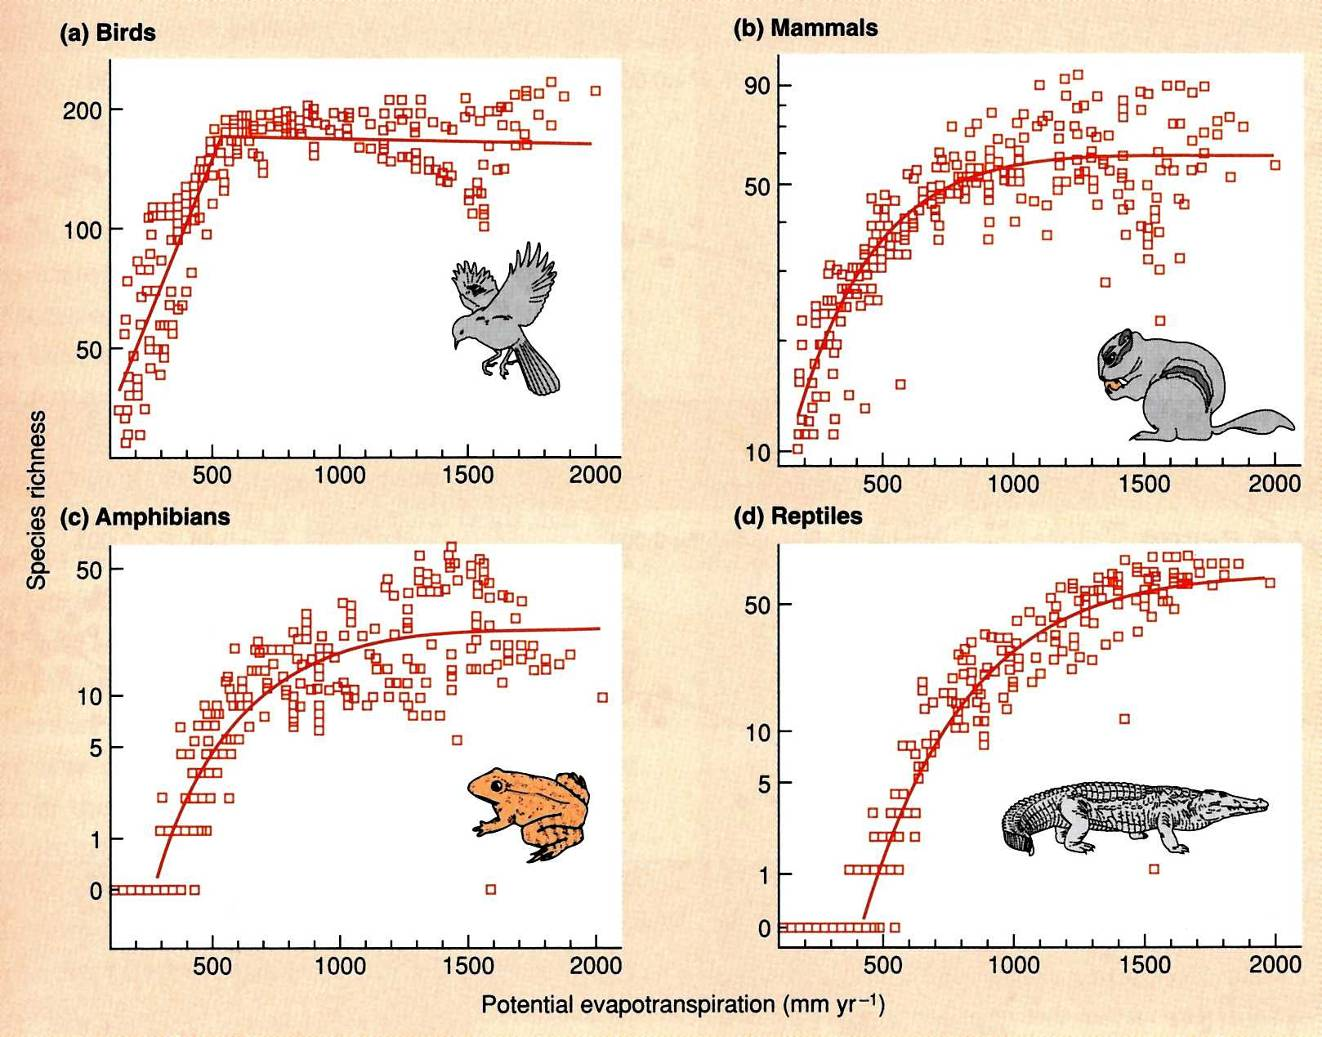 (a) Birds
200
100
50
500 1000 1500 2000
(b) Mammals
90
50
10
500 1000 1500 2000
Species richness
(c) Amphibians
50
10
5
1
0
500 1000 1500 2000
(d) Reptiles
50
10
5
1
0
500 1000 1500 2000
Potential evapotranspiration (mm yr⁻¹)